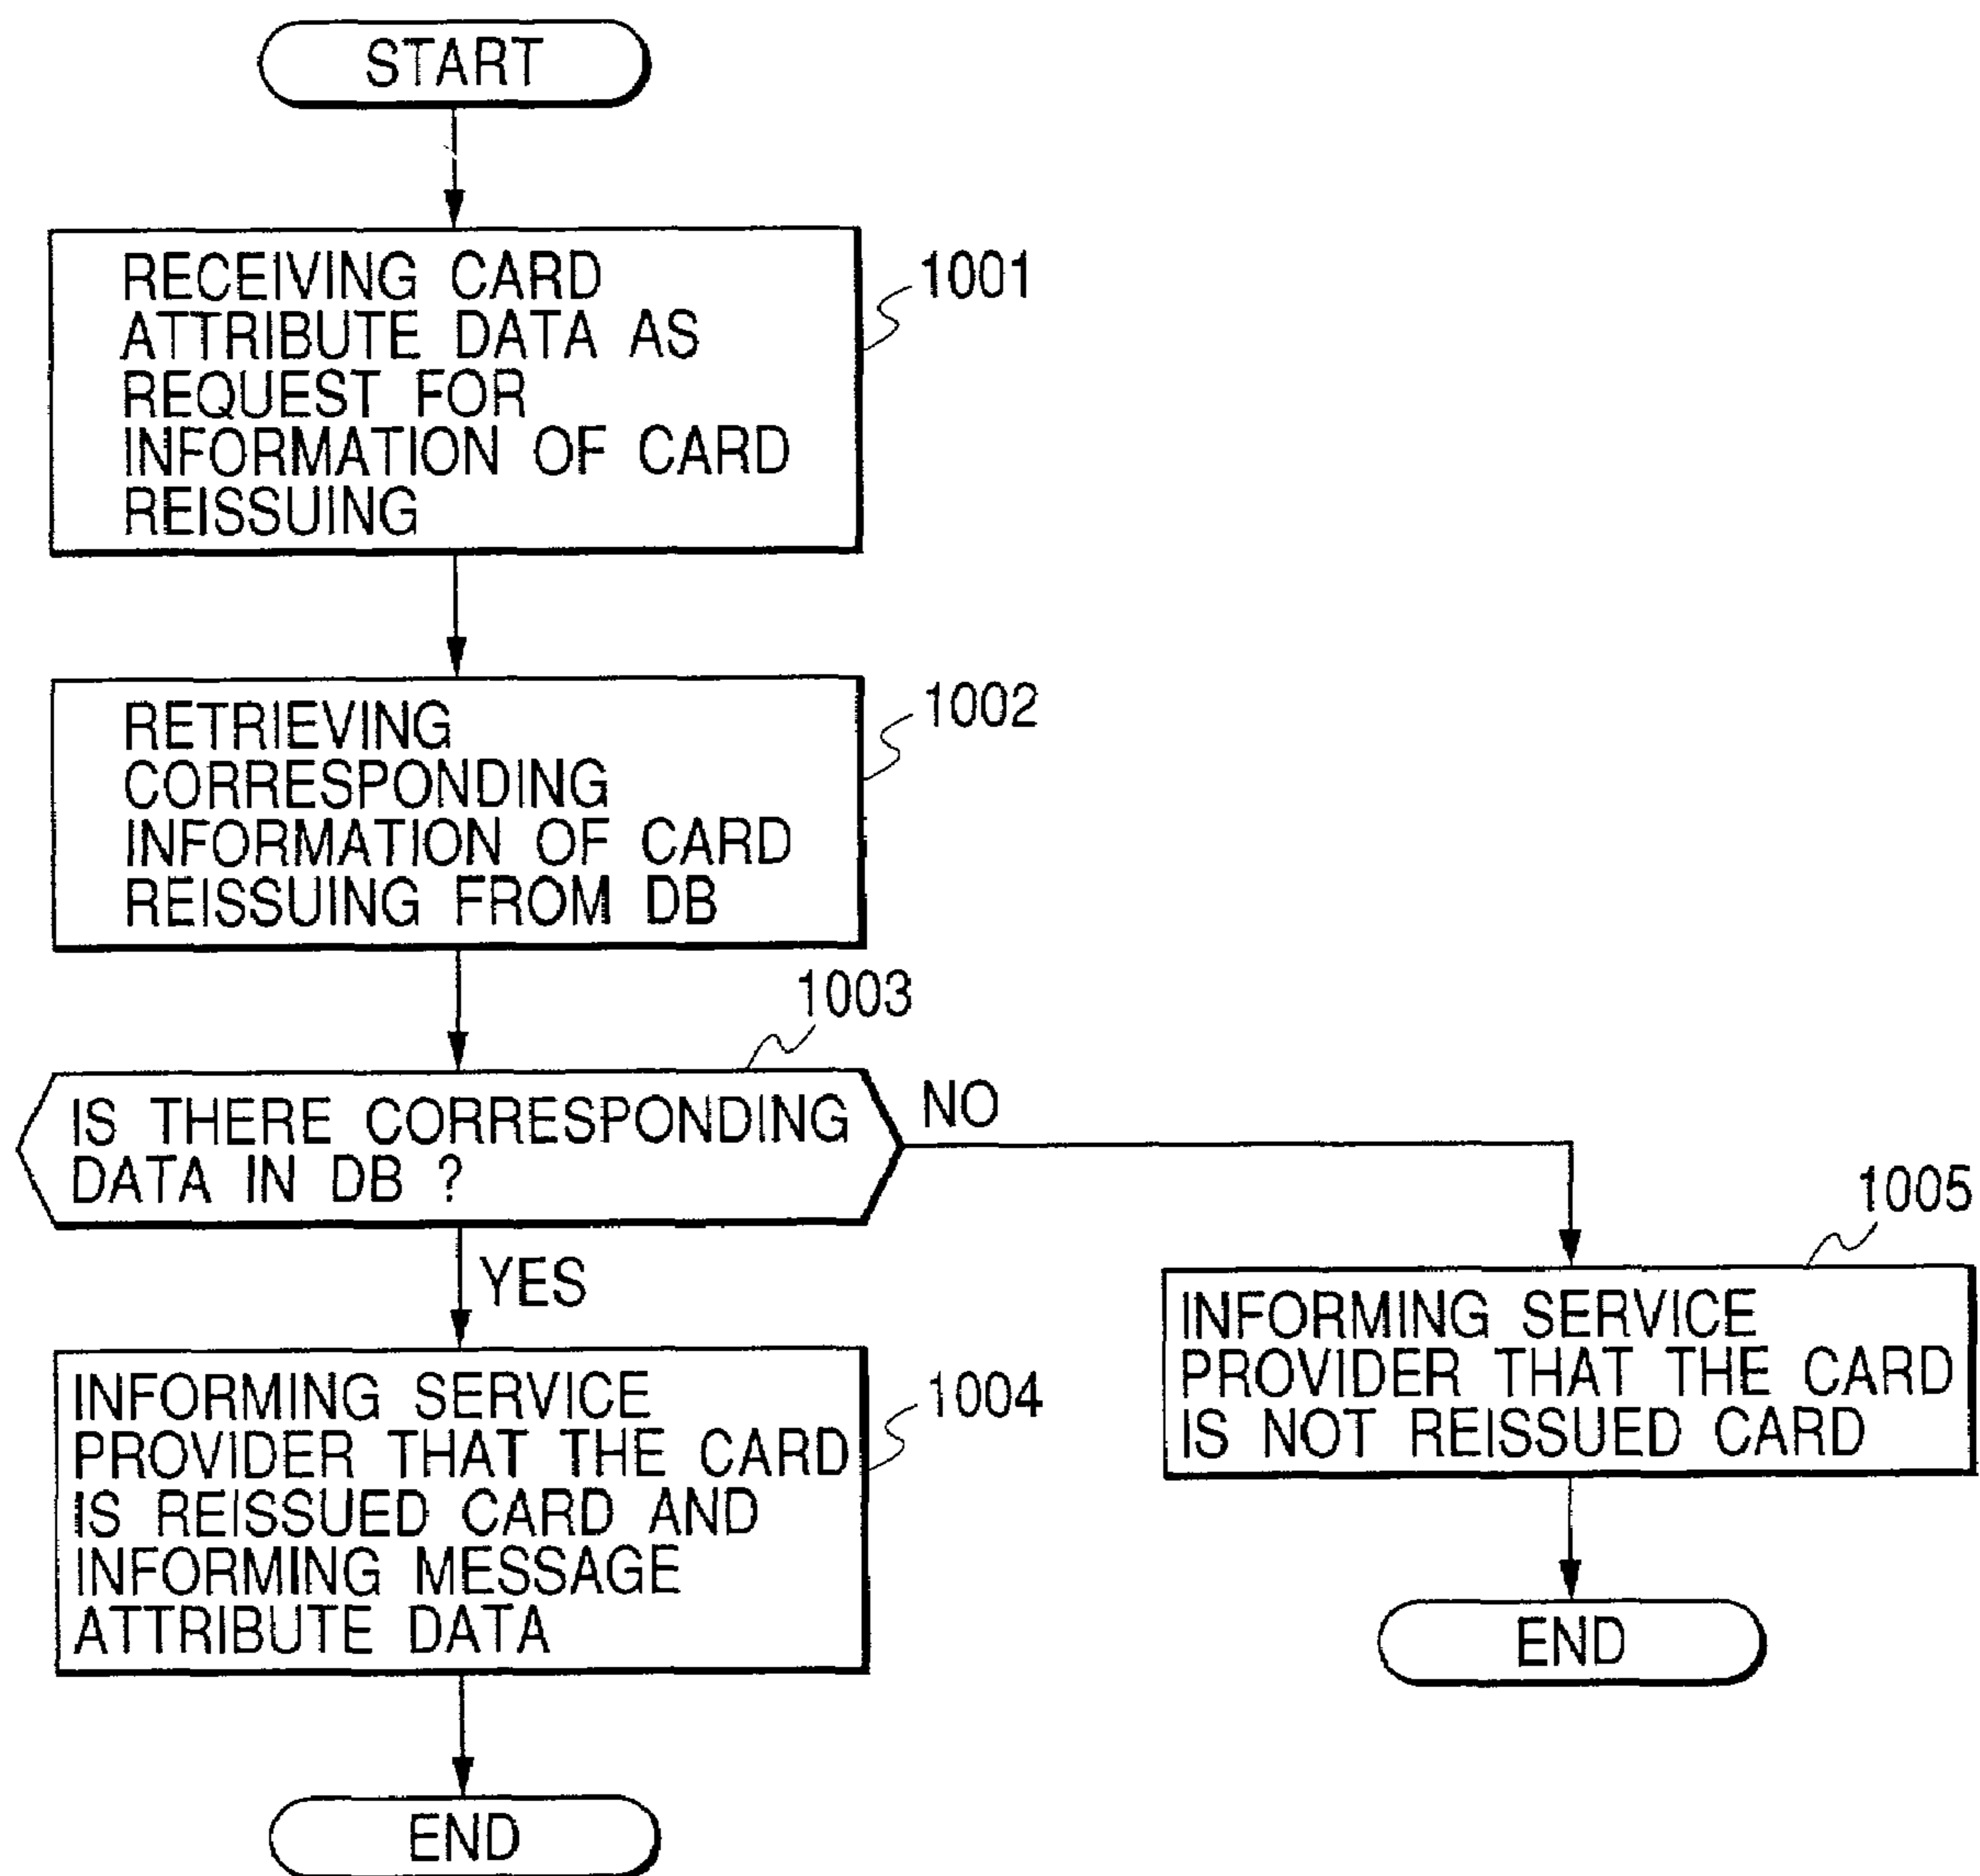 START
RECEIVING CARD
ATTRIBUTE DATA AS
REQUEST FOR
INFORMATION OF CARD
REISSUING
1001
RETRIEVING
CORRESPONDING
INFORMATION OF CARD
REISSUING FROM DB
1002
1003
IS THERE CORRESPONDING
DATA IN DB ?
NO
YES
1005
INFORMING SERVICE
PROVIDER THAT THE CARD
IS NOT REISSUED CARD
END
INFORMING SERVICE
PROVIDER THAT THE CARD
IS REISSUED CARD AND
INFORMING MESSAGE
ATTRIBUTE DATA
1004
END